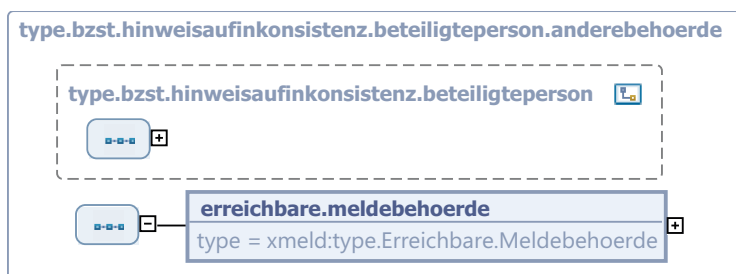 type.bzst.hinweisaufinkonsistenz.beteiligteperson.anderebehoerde
type.bzst.hinweisaufinkonsistenz.beteiligteperson
erreichbare.meldebehoerde
type = xmeld:type.Erreichbare.Meldebehoerde